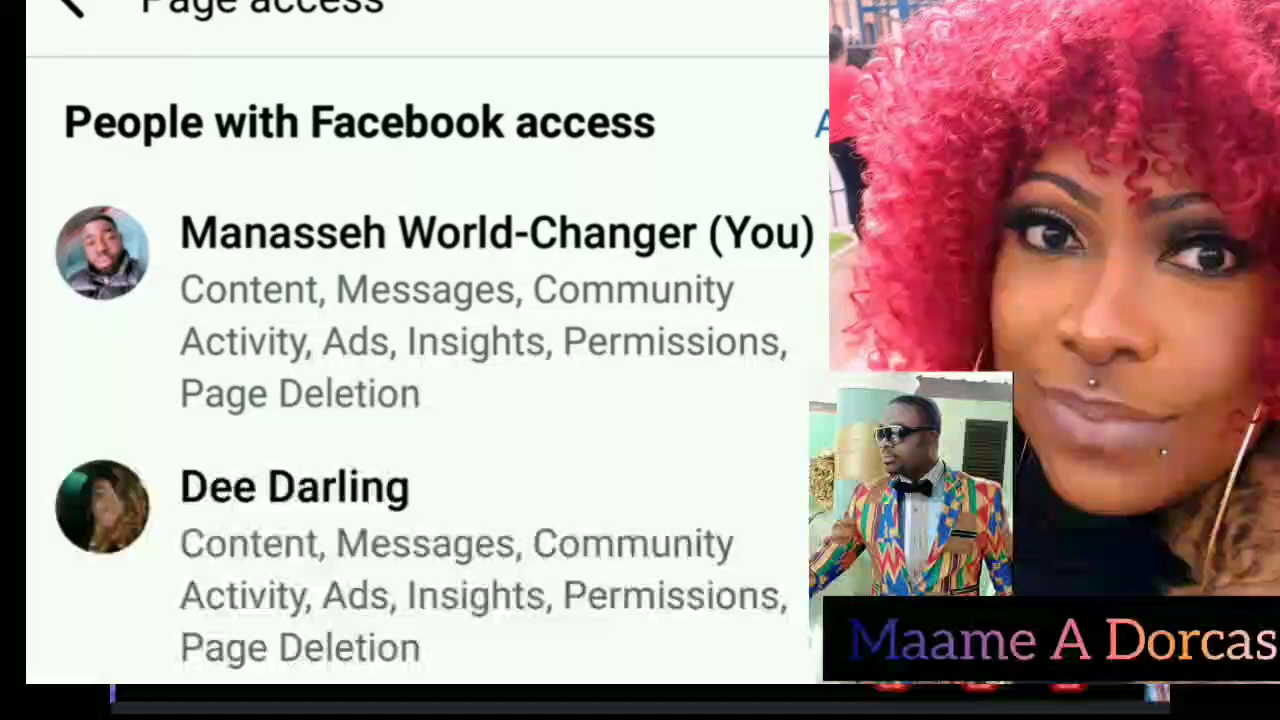 Page access
People with Facebook access
Manasseh World-Changer (You)
Content, Messages, Community
Activity, Ads, Insights, Permissions,
Page Deletion
Dee Darling
Content, Messages, Community
Activity, Ads, Insights, Permissions,
Page Deletion
Maame A Dorcas